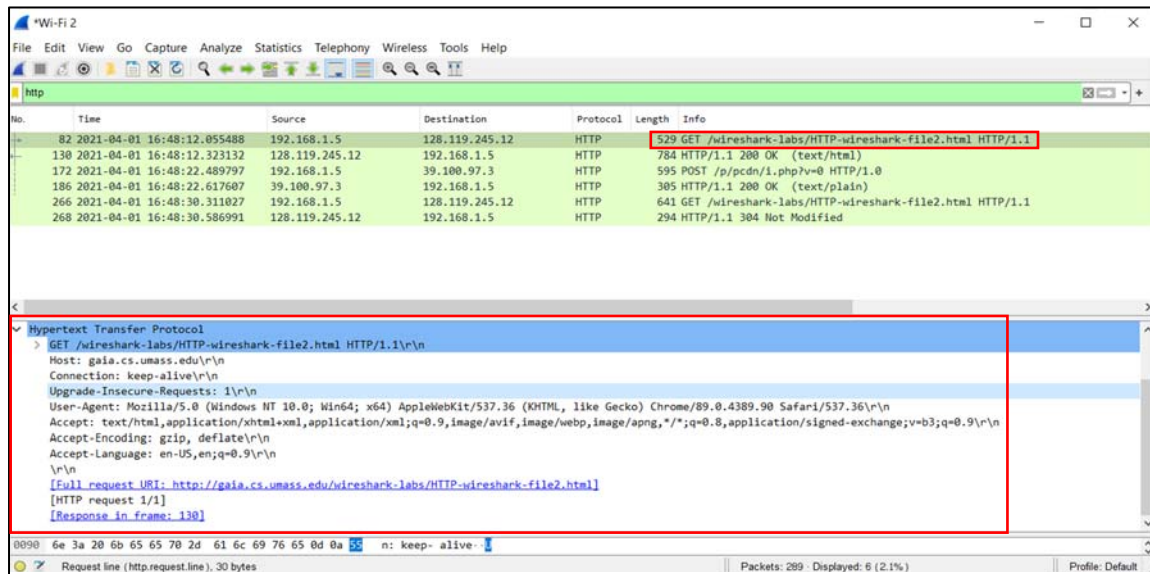 *Wi-Fi 2
File Edit View Go Capture Analyze Statistics Telephony Wireless Tools Help
http
No. Time Source Destination Protocol Length Info
82 2021-04-01 16:48:12.055488 192.168.1.5 128.119.245.12 HTTP 529 GET /wireshark-labs/HTTP-wireshark-file2.html HTTP/1.1
130 2021-04-01 16:48:12.323132 128.119.245.12 192.168.1.5 HTTP 784 HTTP/1.1 200 OK (text/html)
172 2021-04-01 16:48:22.489797 192.168.1.5 39.100.97.3 HTTP 595 POST /p/pcdn/i.php?v=0 HTTP/1.0
186 2021-04-01 16:48:22.617607 39.100.97.3 192.168.1.5 HTTP 305 HTTP/1.1 200 OK (text/plain)
266 2021-04-01 16:48:30.311027 192.168.1.5 128.119.245.12 HTTP 641 GET /wireshark-labs/HTTP-wireshark-file2.html HTTP/1.1
268 2021-04-01 16:48:30.586991 128.119.245.12 192.168.1.5 HTTP 294 HTTP/1.1 304 Not Modified
Hypertext Transfer Protocol
GET /wireshark-labs/HTTP-wireshark-file2.html HTTP/1.1\r\n
Host: gaia.cs.umass.edu\r\n
Connection: keep-alive\r\n
Upgrade-Insecure-Requests: 1\r\n
User-Agent: Mozilla/5.0 (Windows NT 10.0; Win64; x64) AppleWebKit/537.36 (KHTML, like Gecko) Chrome/89.0.4389.90 Safari/537.36\r\n
Accept: text/html,application/xhtml+xml,application/xml;q=0.9,image/avif,image/webp,image/apng,*/*;q=0.8,application/signed-exchange;v=b3;q=0.9\r\n
Accept-Encoding: gzip, deflate\r\n
Accept-Language: en-US,en;q=0.9\r\n
\r\n
[Full request URI: http://gaia.cs.umass.edu/wireshark-labs/HTTP-wireshark-file2.html]
[HTTP request 1/1]
[Response in frame: 130]
0090 6e 3a 20 6b 65 65 70 2d 61 6c 69 76 65 0d 0a 55 n: keep- alive··U
Request line (http.request.line), 30 bytes Packets: 289 · Displayed: 6 (2.1%) Profile: Default